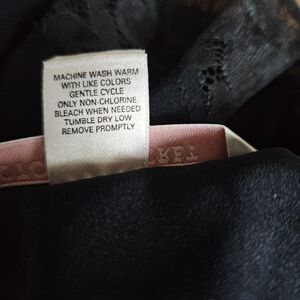 MACHINE WASH WARM
WITH LIKE COLORS
GENTLE CYCLE
ONLY NON-CHLORINE
BLEACH WHEN NEEDED
TUMBLE DRY LOW
REMOVE PROMPTLY